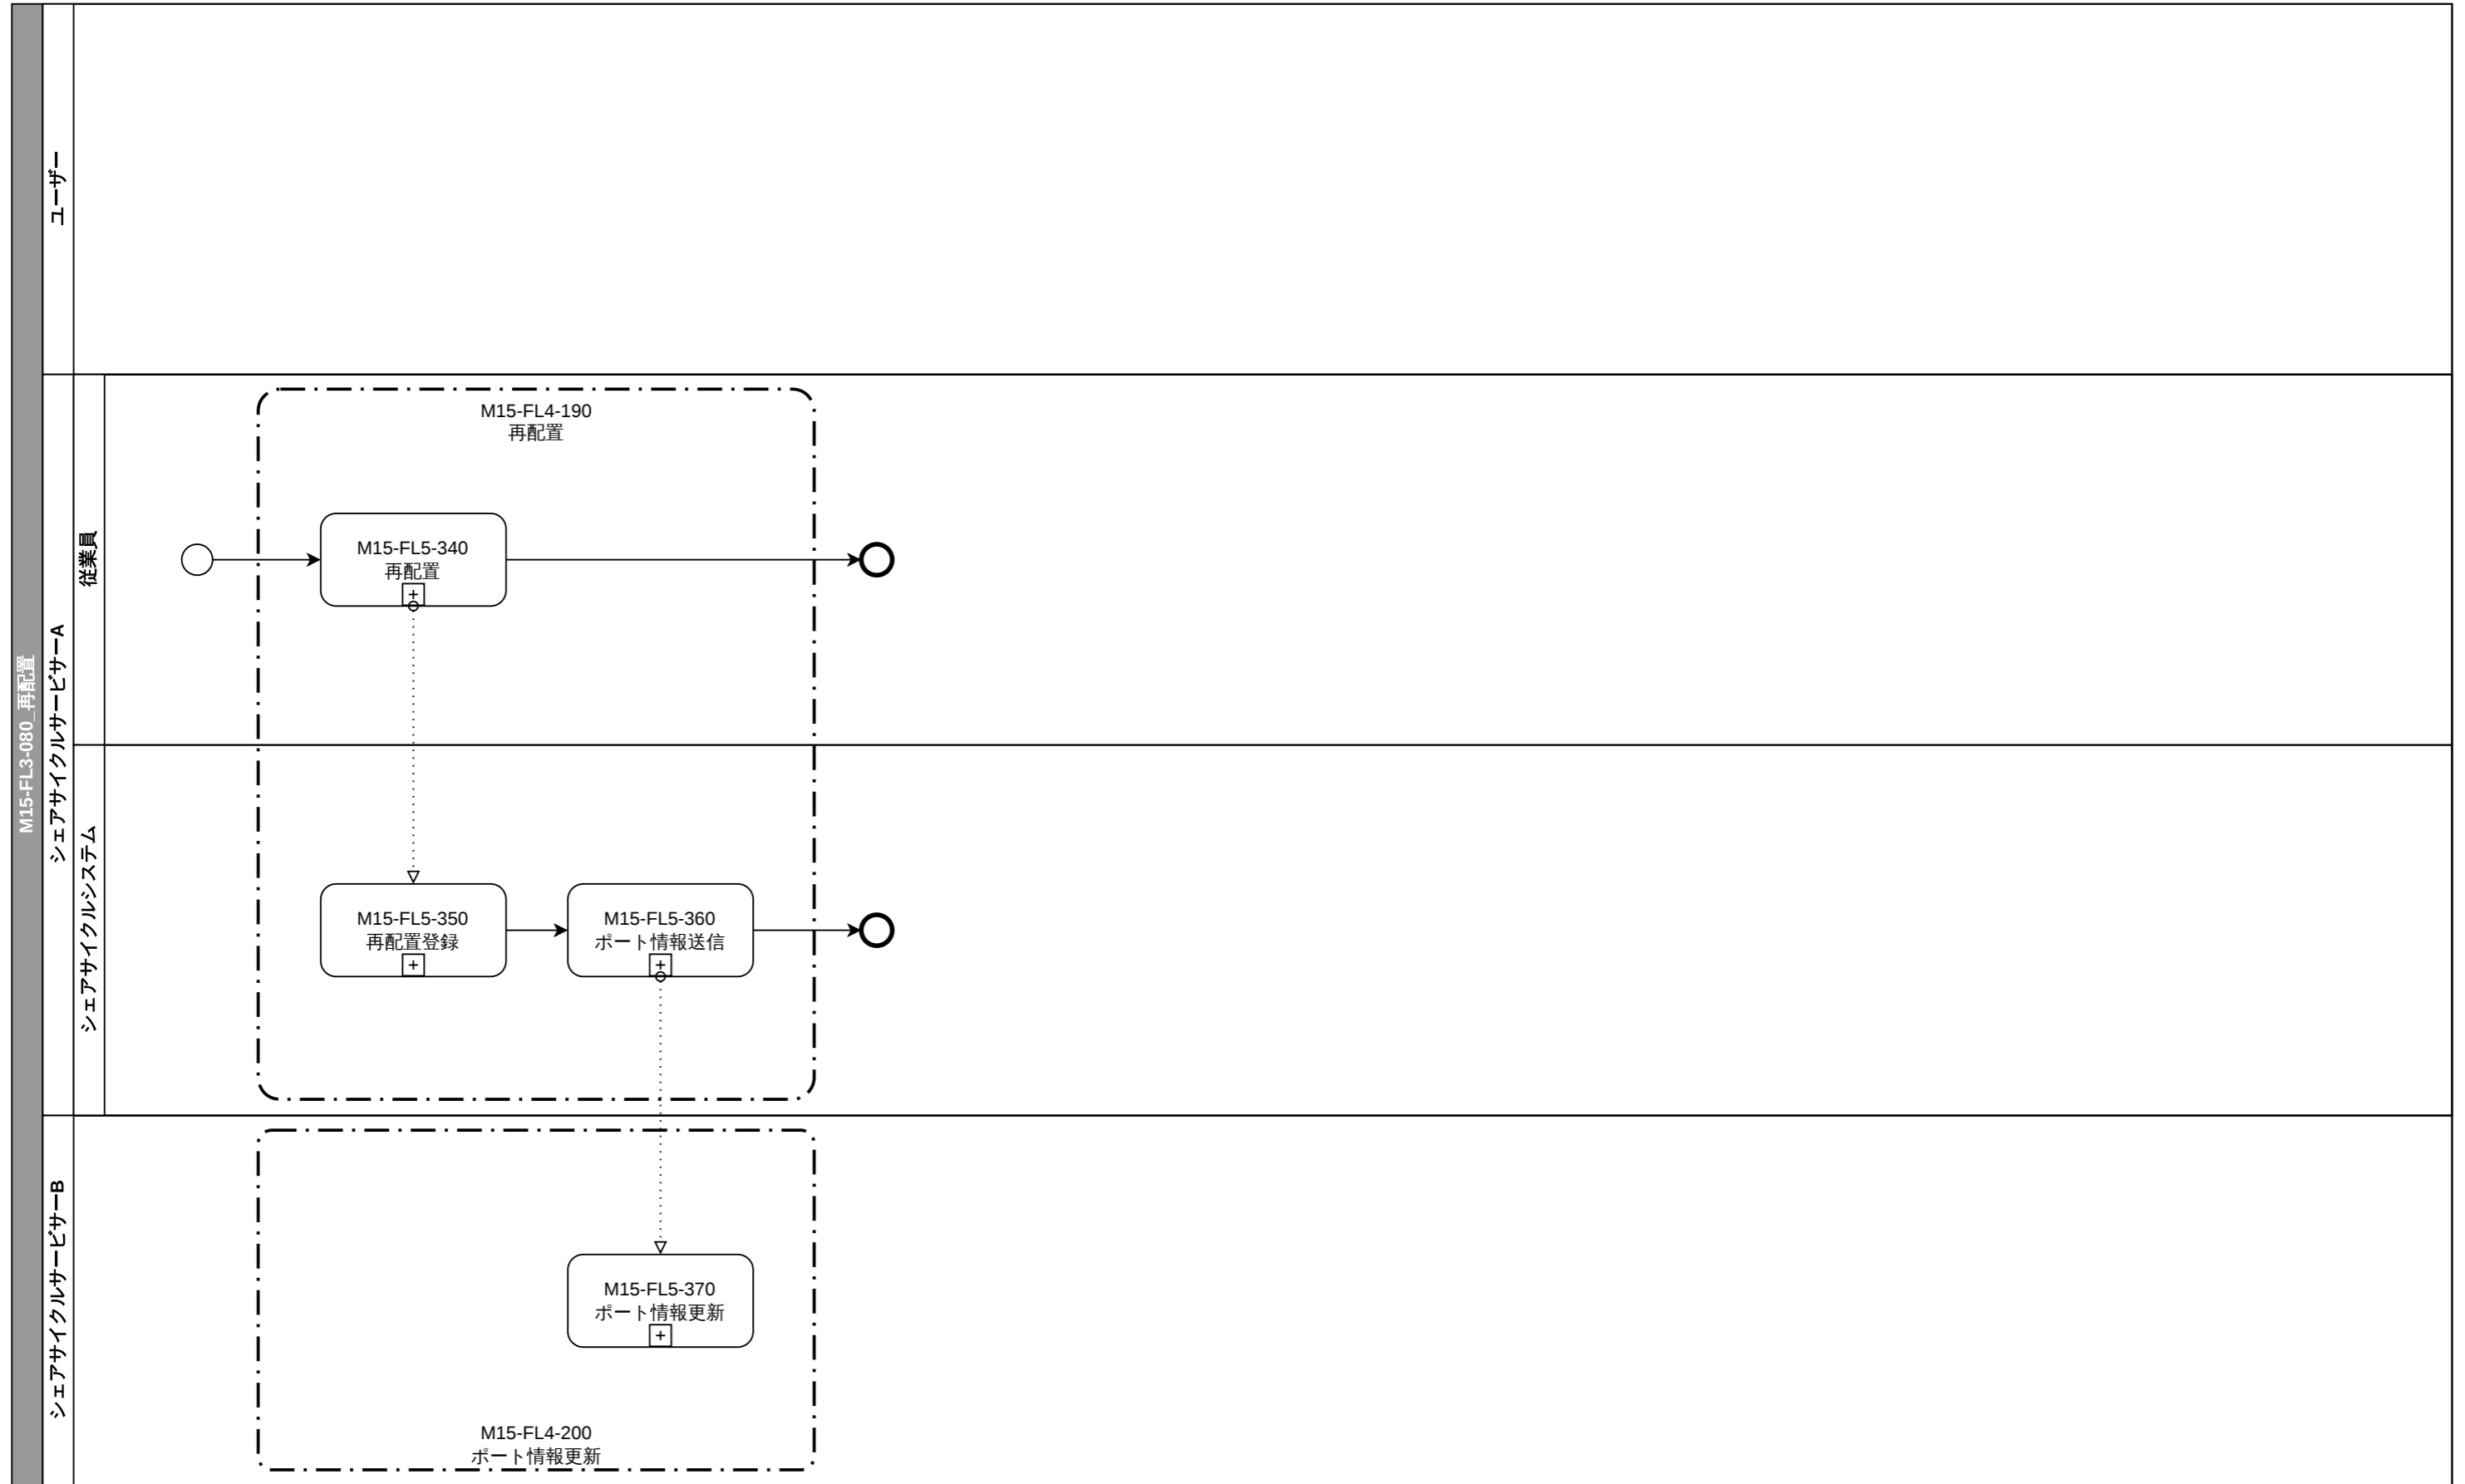 M15-FL3-080_再配置
ユーザー
シェアサイクルサービサーA
従業員
M15-FL4-190
再配置
M15-FL5-340
再配置
シェアサイクルシステム
M15-FL5-350
再配置登録
M15-FL5-360
ポート情報送信
シェアサイクルサービサーB
M15-FL5-370
ポート情報更新
M15-FL4-200
ポート情報更新